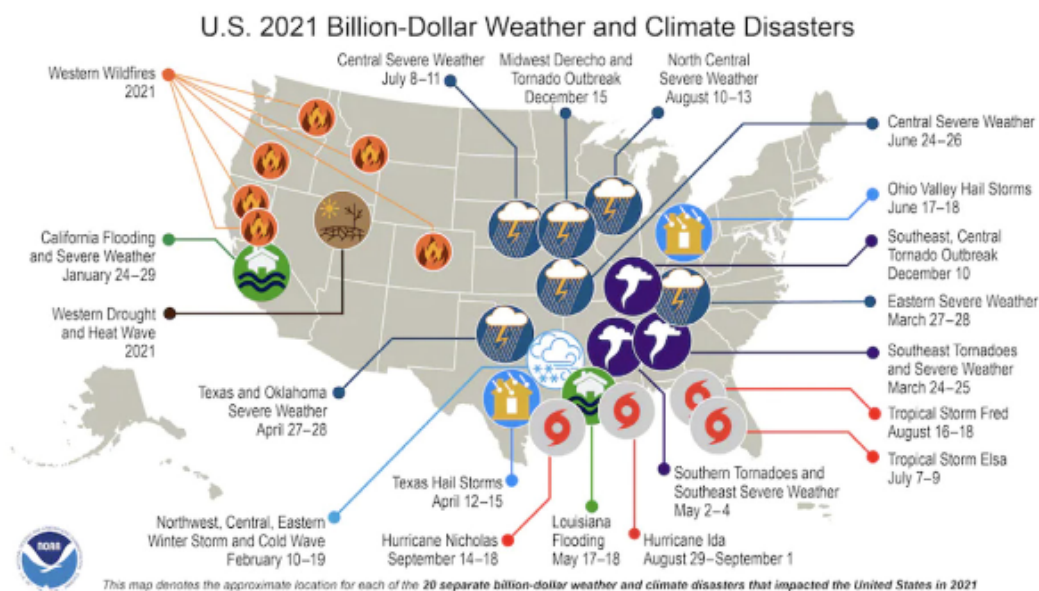 U.S. 2021 Billion-Dollar Weather and Climate Disasters
Western Wildfires
2021
Central Severe Weather
July 8–11
Midwest Derecho and
Tornado Outbreak
December 15
North Central
Severe Weather
August 10–13
Central Severe Weather
June 24–26
Ohio Valley Hail Storms
June 17–18
California Flooding
and Severe Weather
January 24–29
Southeast, Central
Tornado Outbreak
December 10
Eastern Severe Weather
March 27–28
Western Drought
and Heat Wave
2021
Southeast Tornadoes
and Severe Weather
March 24–25
Texas and Oklahoma
Severe Weather
April 27–28
Tropical Storm Fred
August 16–18
Tropical Storm Elsa
July 7–9
Texas Hail Storms
April 12–15
Southern Tornadoes and
Southeast Severe Weather
May 2–4
Northwest, Central, Eastern
Winter Storm and Cold Wave
February 10–19
Hurricane Nicholas
September 14–18
Louisiana
Flooding
May 17–18
Hurricane Ida
August 29–September 1
NOAA
This map denotes the approximate location for each of the 20 separate billion-dollar weather and climate disasters that impacted the United States in 2021